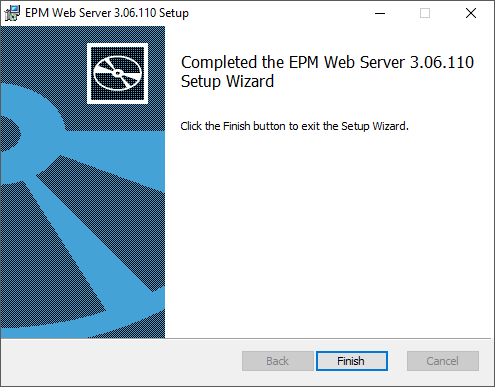 EPM Web Server 3.06.110 Setup
Completed the EPM Web Server 3.06.110
Setup Wizard
Click the Finish button to exit the Setup Wizard.
Back
Finish
Cancel